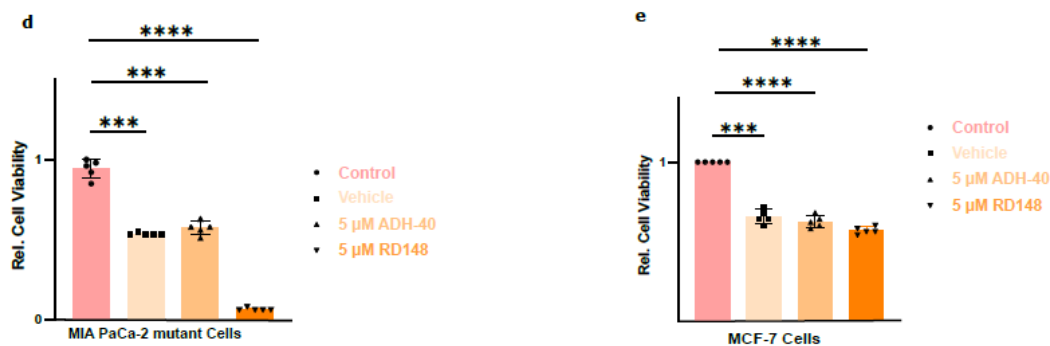 d
****
***
***
Rel. Cell Viability
1
0
Control
Vehicle
5 µM ADH-40
5 µM RD148
MIA PaCa-2 mutant Cells
e
****
****
***
Rel. Cell Viability
1
Control
Vehicle
5 µM ADH-40
5 µM RD148
MCF-7 Cells